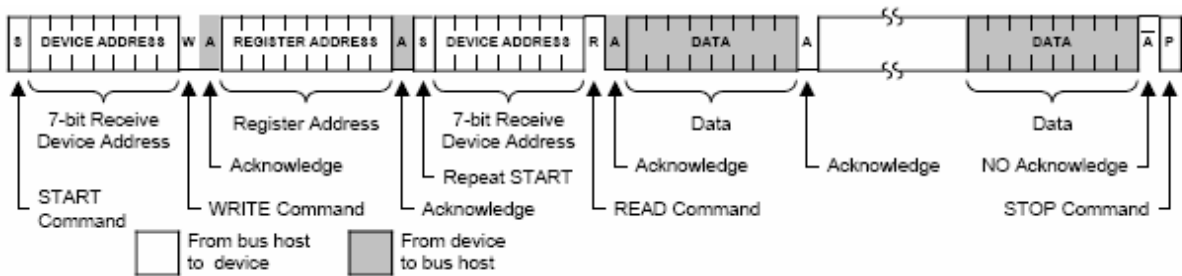 S DEVICE ADDRESS W A REGISTER ADDRESS A S DEVICE ADDRESS R A DATA A DATA A P
7-bit Receive Device Address
Register Address
7-bit Receive Device Address
Data
Data
Acknowledge
Acknowledge
Acknowledge
NO Acknowledge
Repeat START
START Command
WRITE Command
Acknowledge
READ Command
STOP Command
From bus host to device
From device to bus host